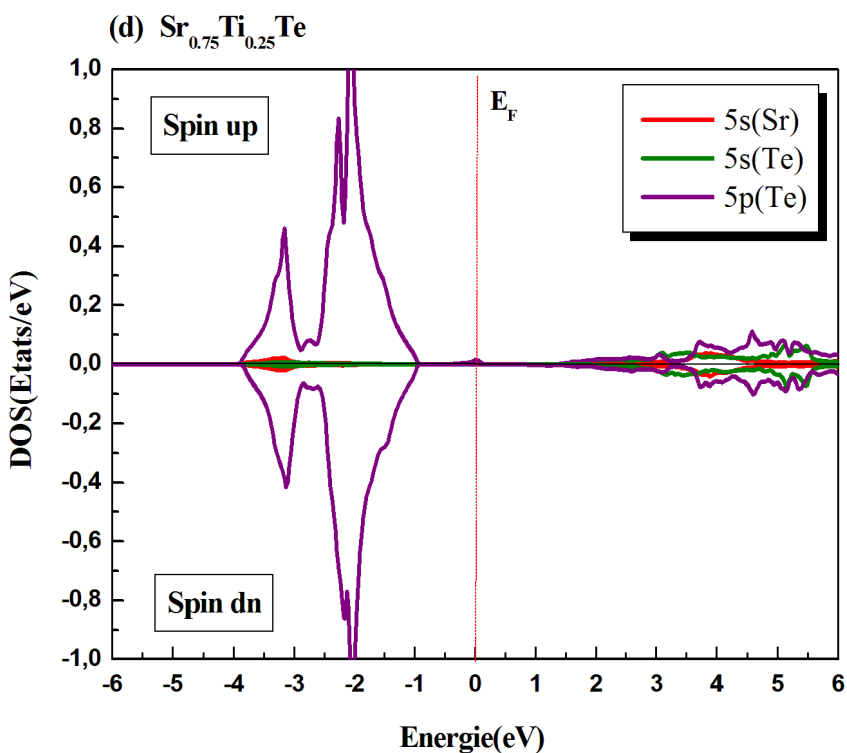 (d) Sr0.75Ti0.25Te
1,0
0,8
0,6
0,4
0,2
0,0
-0,2
-0,4
-0,6
-0,8
-1,0
DOS(Etats/eV)
Spin up
EF
5s(Sr)
5s(Te)
5p(Te)
Spin dn
-6 -5 -4 -3 -2 -1 0 1 2 3 4 5 6
Energie(eV)